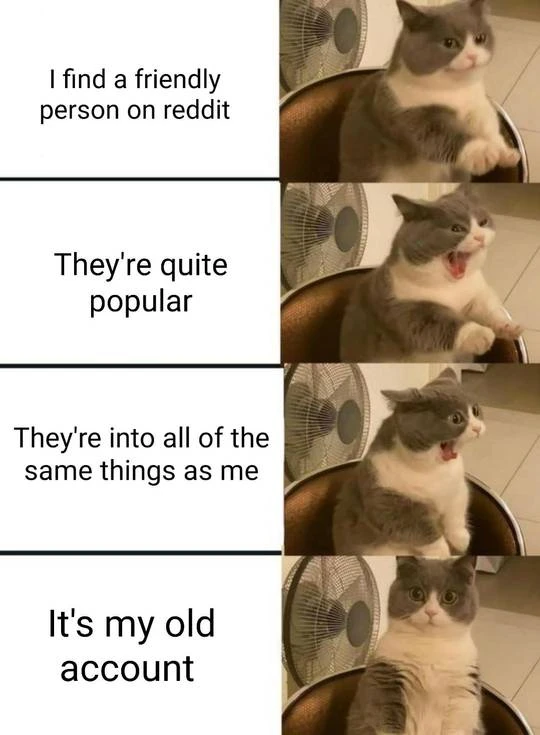 I find a friendly
person on reddit
They're quite
popular
They're into all of the
same things as me
It's my old
account